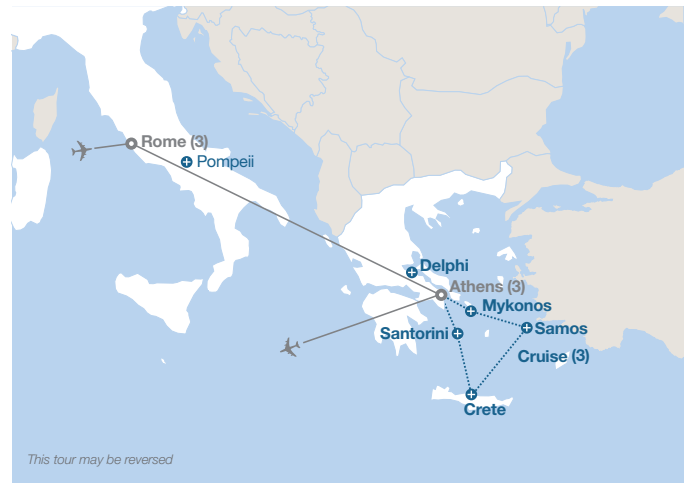 Rome (3)
Pompeii
Delphi
Athens (3)
Mykonos
Santorini
Samos
Cruise (3)
Crete
This tour may be reversed